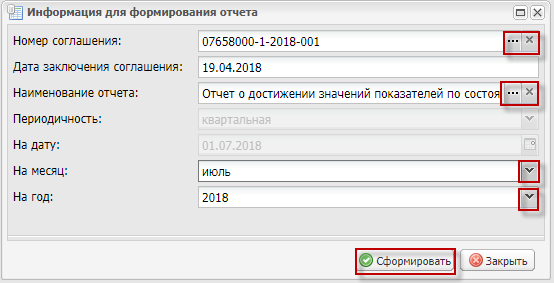 Информация для формирования отчета
Номер соглашения: 07658000-1-2018-001
Дата заключения соглашения: 19.04.2018
Наименование отчета: Отчет о достижении значений показателей по состоя
Периодичность: квартальная
На дату: 01.07.2018
На месяц: июль
На год: 2018
Сформировать Закрыть